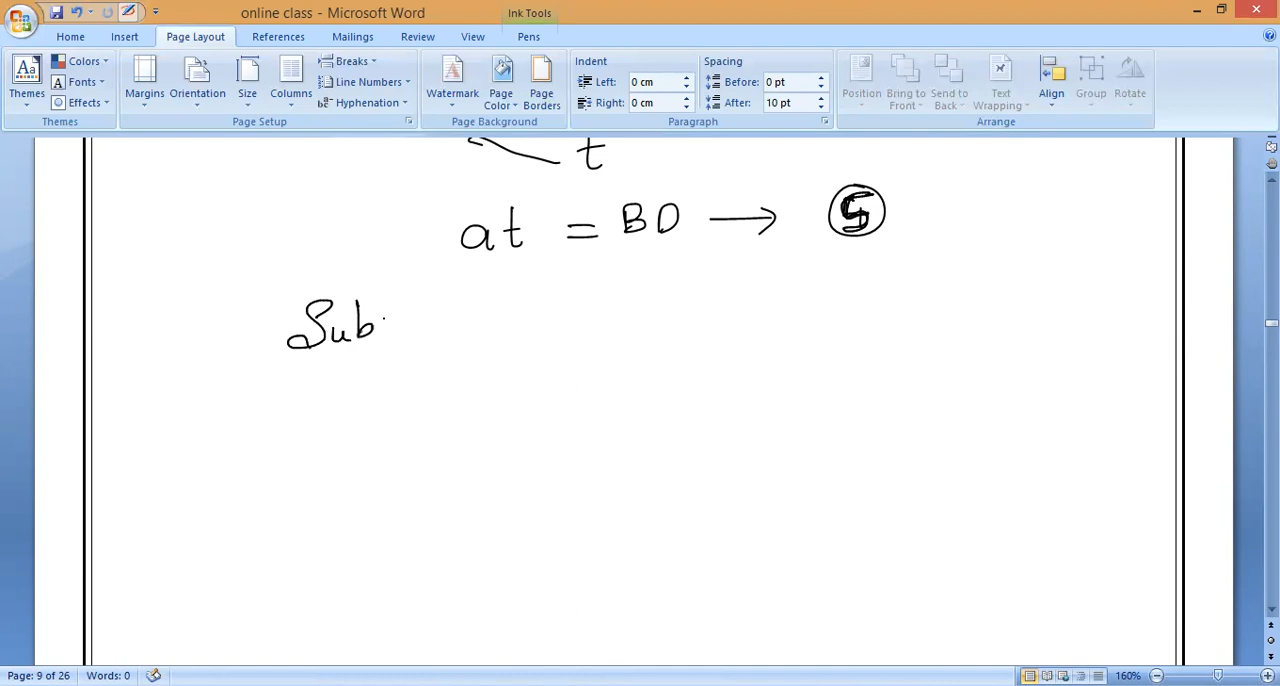 online class - Microsoft Word
Ink Tools
Home Insert Page Layout References Mailings Review View Pens
Themes
Colors
Fonts
Effects
Themes
Margins Orientation Size Columns
Breaks
Line Numbers
Hyphenation
Page Setup
Watermark Page Color Page Borders
Page Background
Indent
Left: 0 cm
Right: 0 cm
Spacing
Before: 0 pt
After: 10 pt
Paragraph
Position Bring to Front Send to Back Text Wrapping Align Group Rotate
Arrange
t
at = BD → 5
Sub
Page: 9 of 26 Words: 0 160%